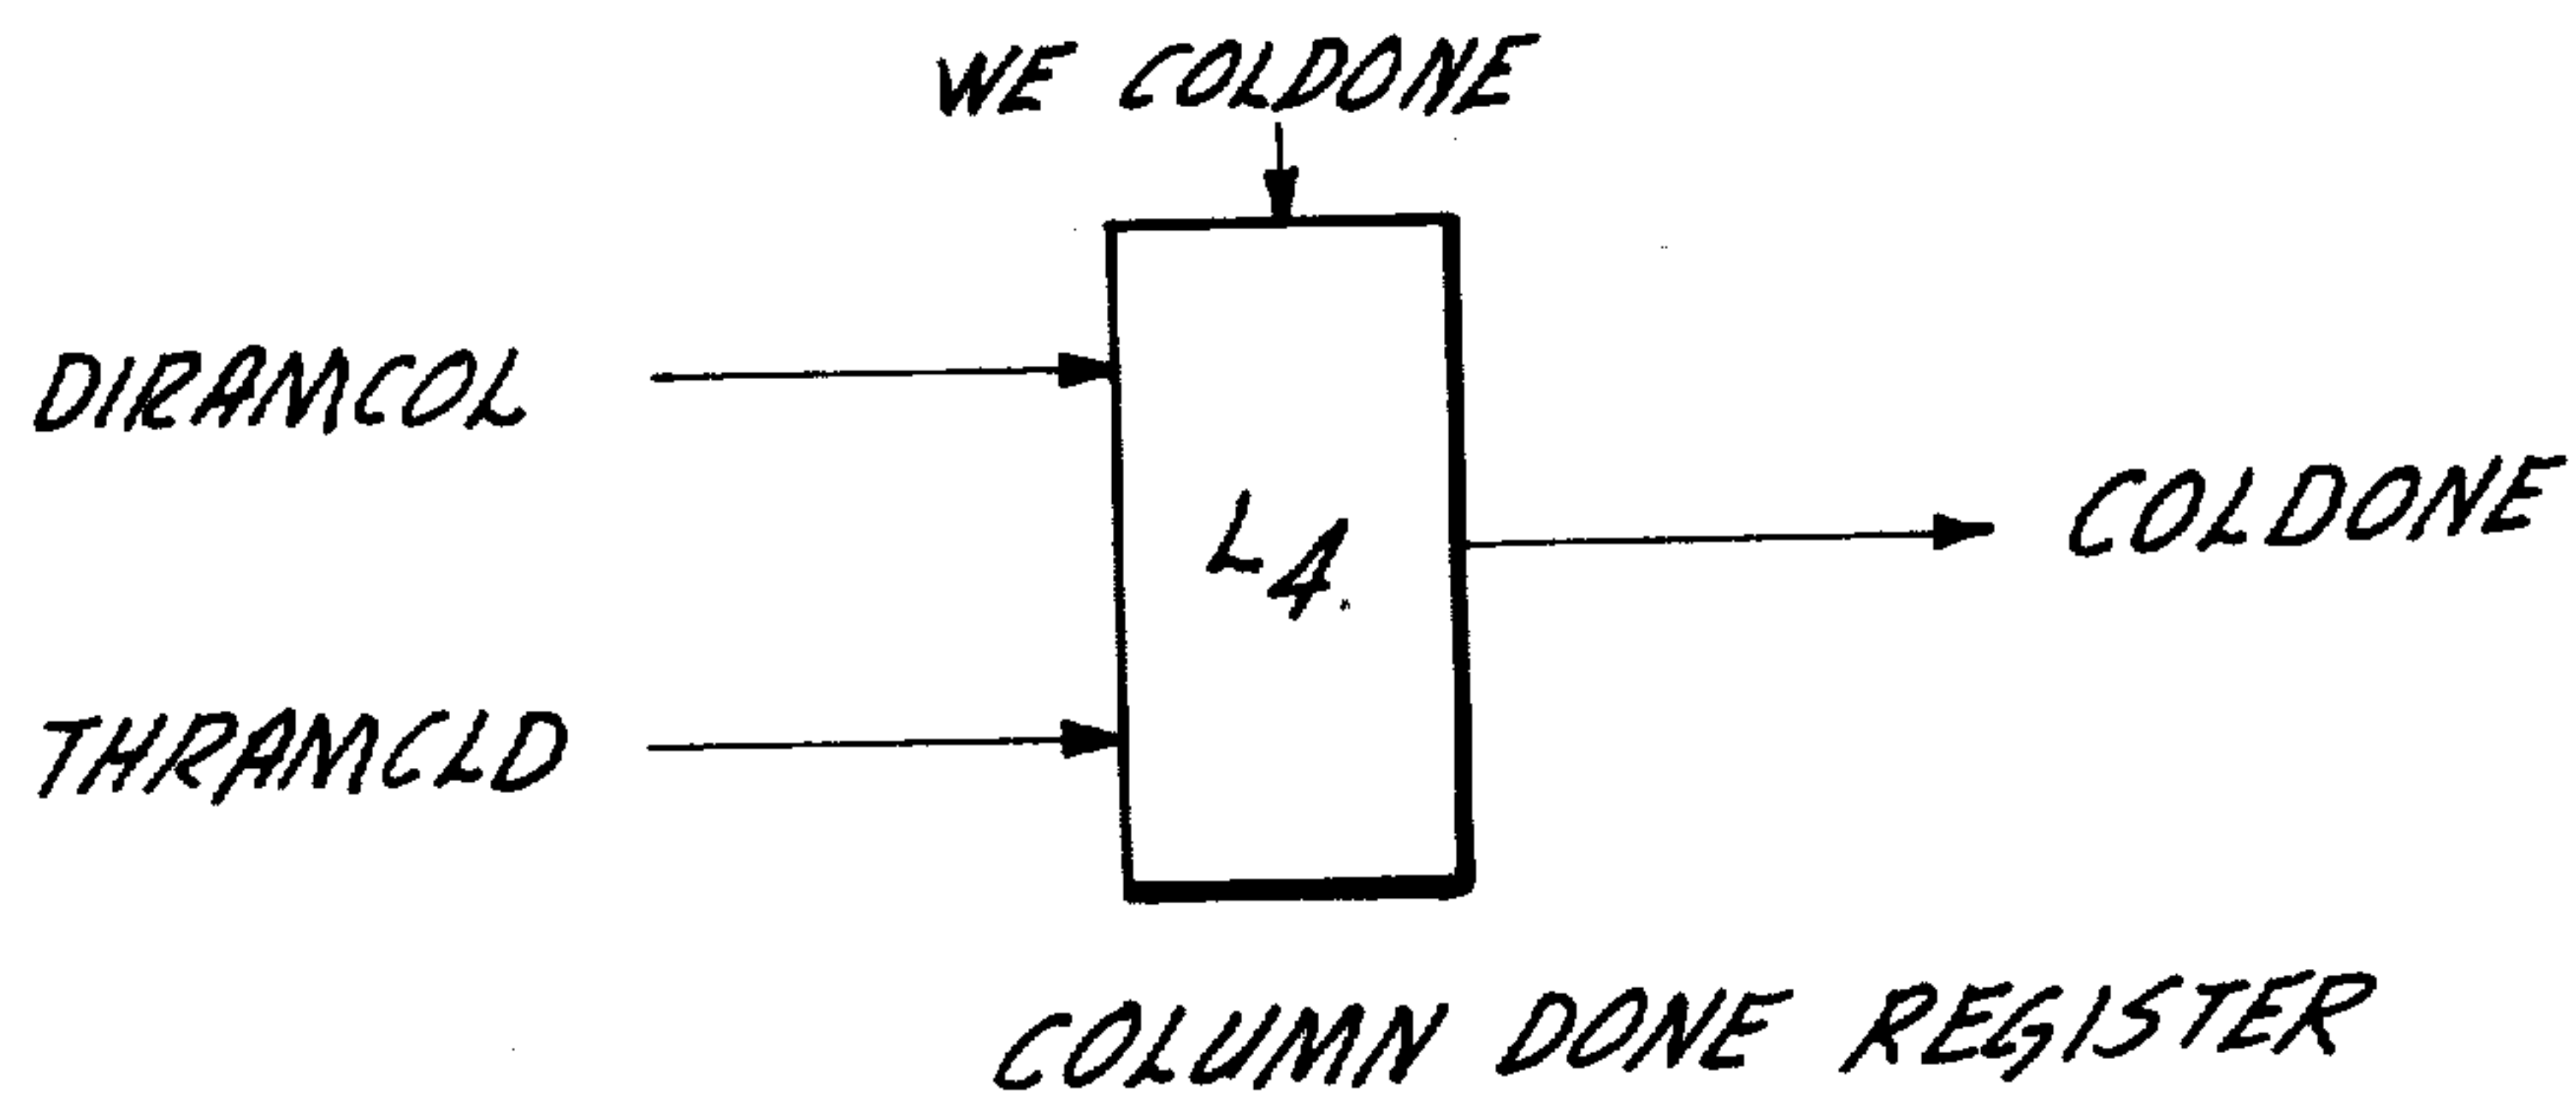 WE COLDONE
DIRAMCOL
L4
COLDONE
THRAMCLD
COLUMN DONE REGISTER